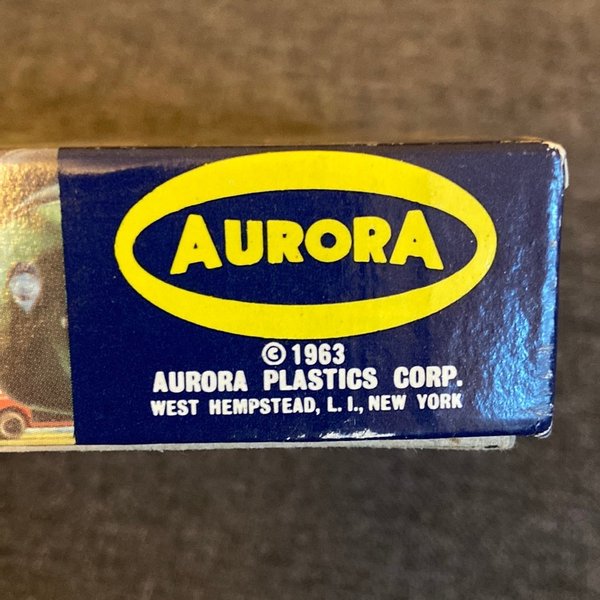 AURORA
© 1963
AURORA PLASTICS CORP.
WEST HEMPSTEAD, L. I., NEW YORK